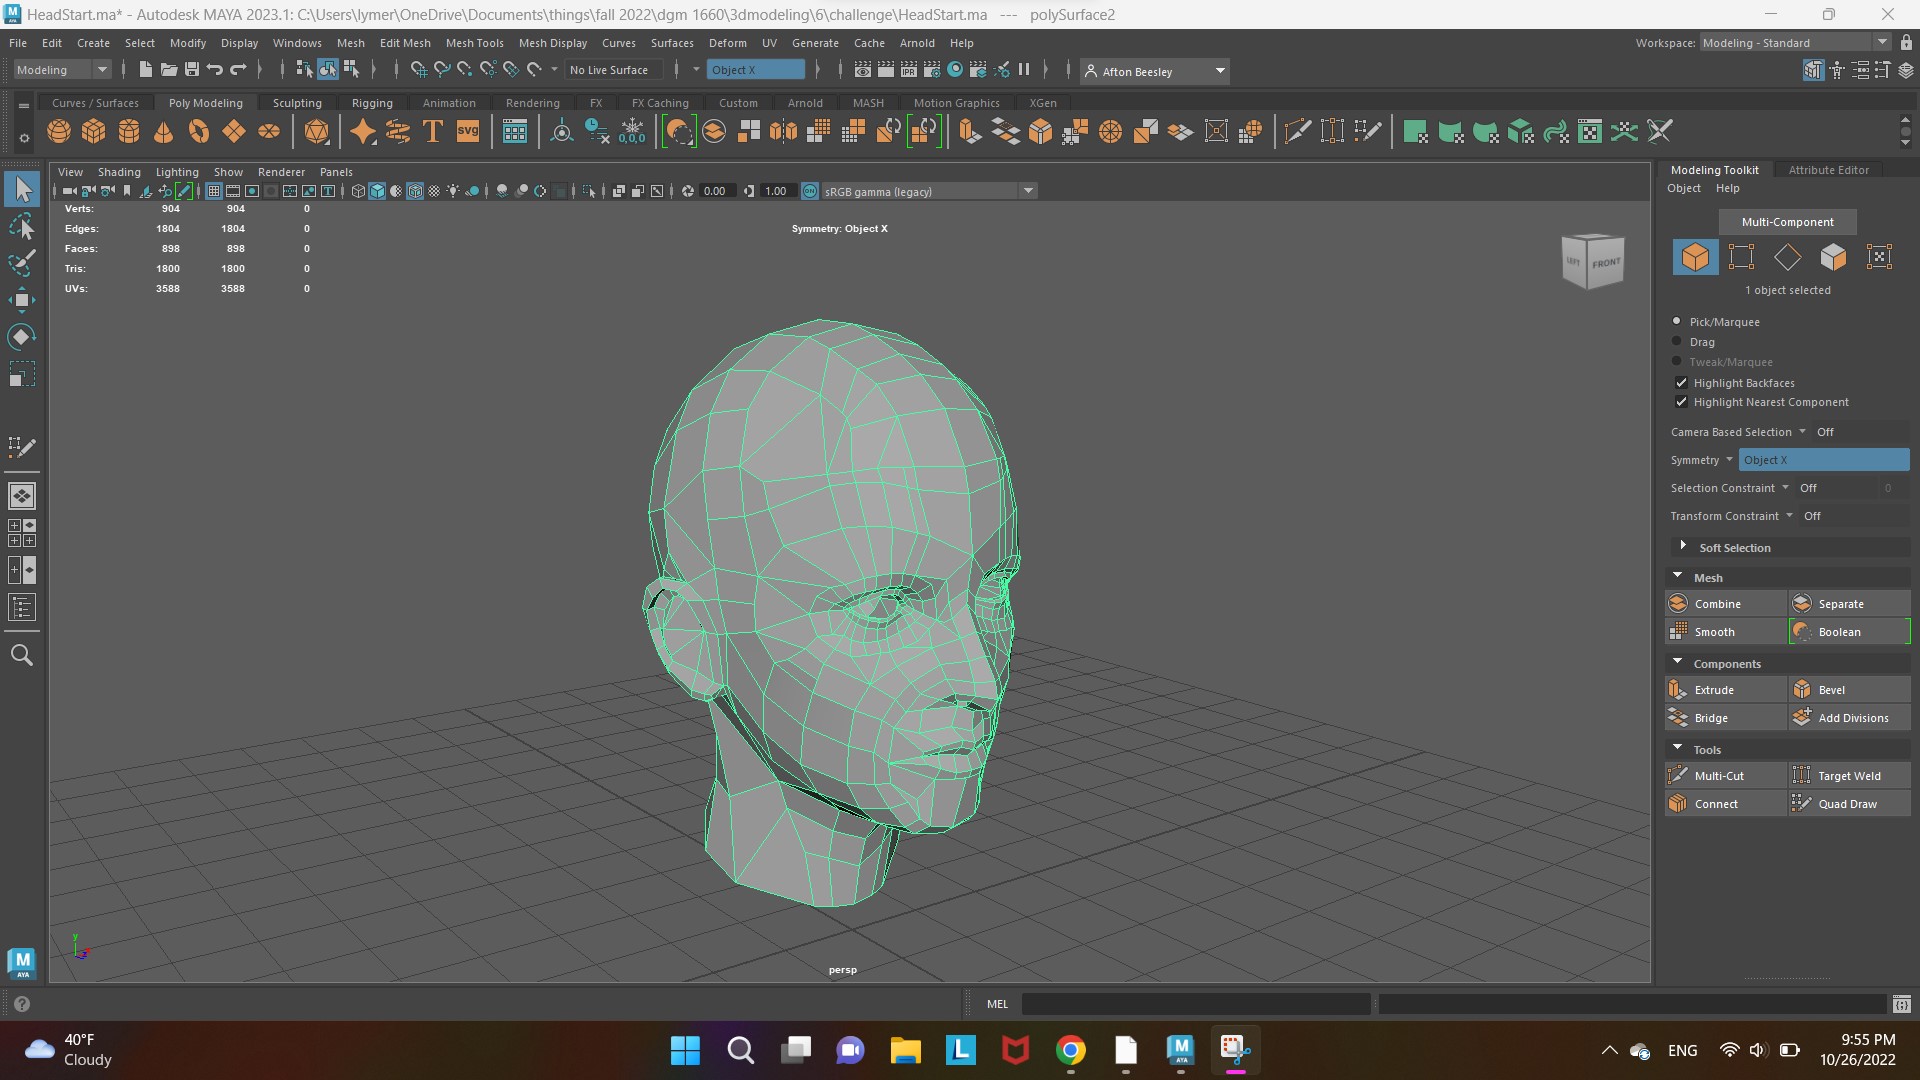 HeadStart.ma* - Autodesk MAYA 2023.1: C:\Users\lymer\OneDrive\Documents\things\fall 2022\dgm 1660\3dmodeling\6\challenge\HeadStart.ma --- polySurface2
File Edit Create Select Modify Display Windows Mesh Edit Mesh Mesh Tools Mesh Display Curves Surfaces Deform UV Generate Cache Arnold Help Workspace: Modeling - Standard
Modeling No Live Surface Object X Afton Beesley
Curves / Surfaces Poly Modeling Sculpting Rigging Animation Rendering FX FX Caching Custom Arnold MASH Motion Graphics XGen
T SVG 0,0,0
View Shading Lighting Show Renderer Panels
0.00 1.00 ON sRGB gamma (legacy)
Verts: 904 904 0
Edges: 1804 1804 0
Faces: 898 898 0
Tris: 1800 1800 0
UVs: 3588 3588 0
Symmetry: Object X
LEFT FRONT
persp
y
Modeling Toolkit Attribute Editor
Object Help
Multi-Component
1 object selected
Pick/Marquee
Drag
Tweak/Marquee
Highlight Backfaces
Highlight Nearest Component
Camera Based Selection Off
Symmetry Object X
Selection Constraint Off 0
Transform Constraint Off
Soft Selection
Mesh
Combine Separate
Smooth Boolean
Components
Extrude Bevel
Bridge Add Divisions
Tools
Multi-Cut Target Weld
Connect Quad Draw
M
AYA
MEL
40°F
Cloudy
L
M
AYA
ENG
9:55 PM
10/26/2022